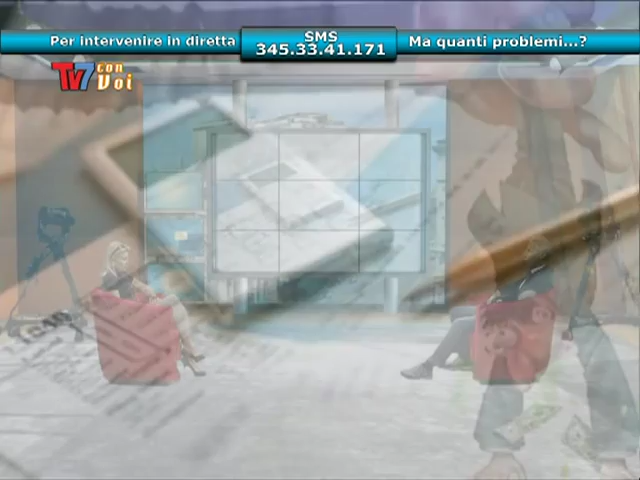 Per intervenire in diretta
SMS
345.33.41.171
Ma quanti problemi...?
TV7 con
Voi